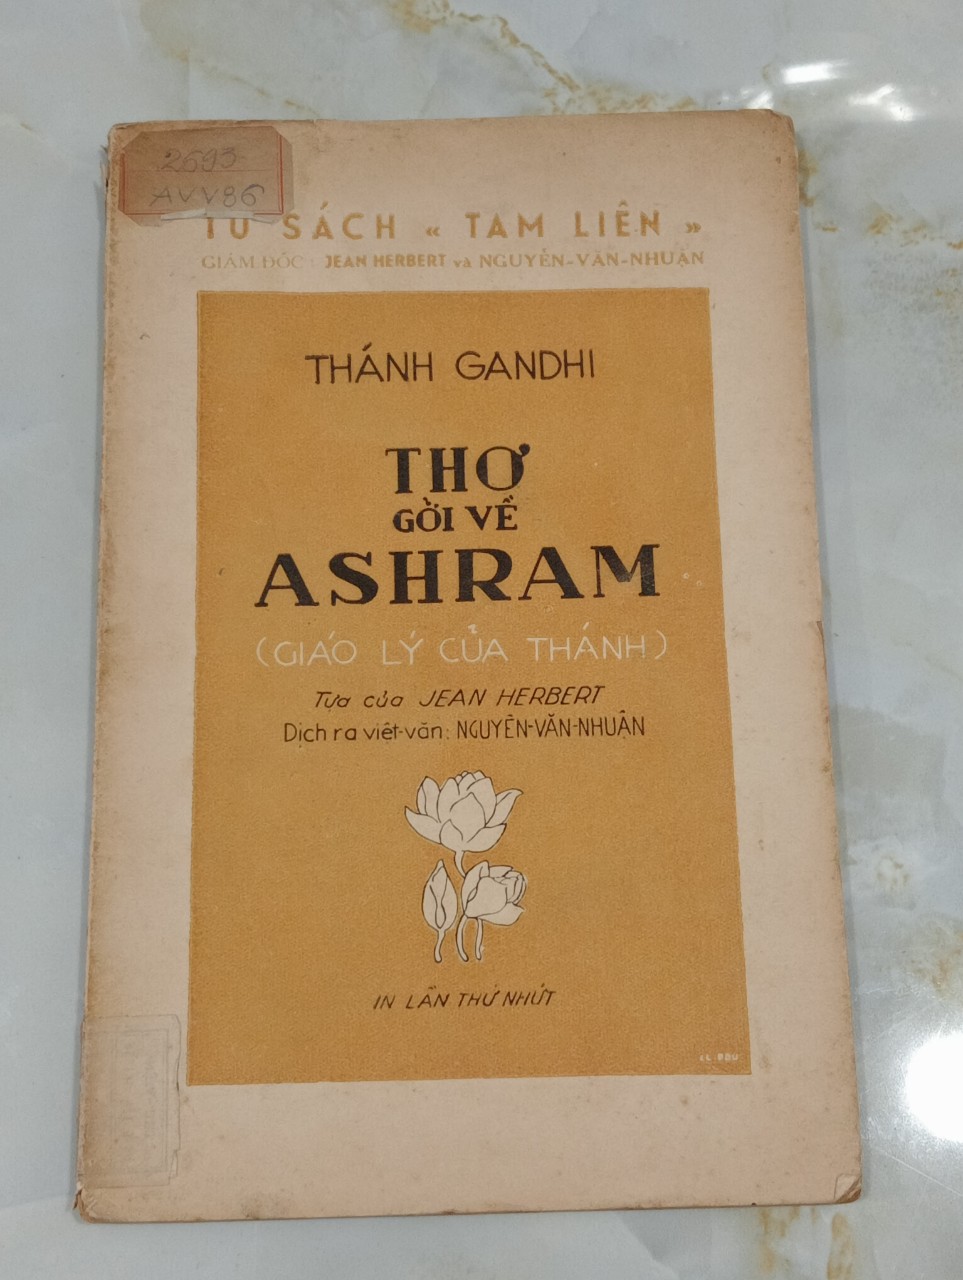 2693
AVV86
TỦ SÁCH « TAM LIÊN »
GIÁM ĐỐC : JEAN HERBERT và NGUYỄN-VĂN-NHUẬN
THÁNH GANDHI
THƠ
GỞI VỀ
ASHRAM
(GIÁO LÝ CỦA THÁNH)
Tựa của JEAN HERBERT
Dịch ra việt-văn: NGUYỄN-VĂN-NHUẬN
IN LẦN THỨ NHỨT